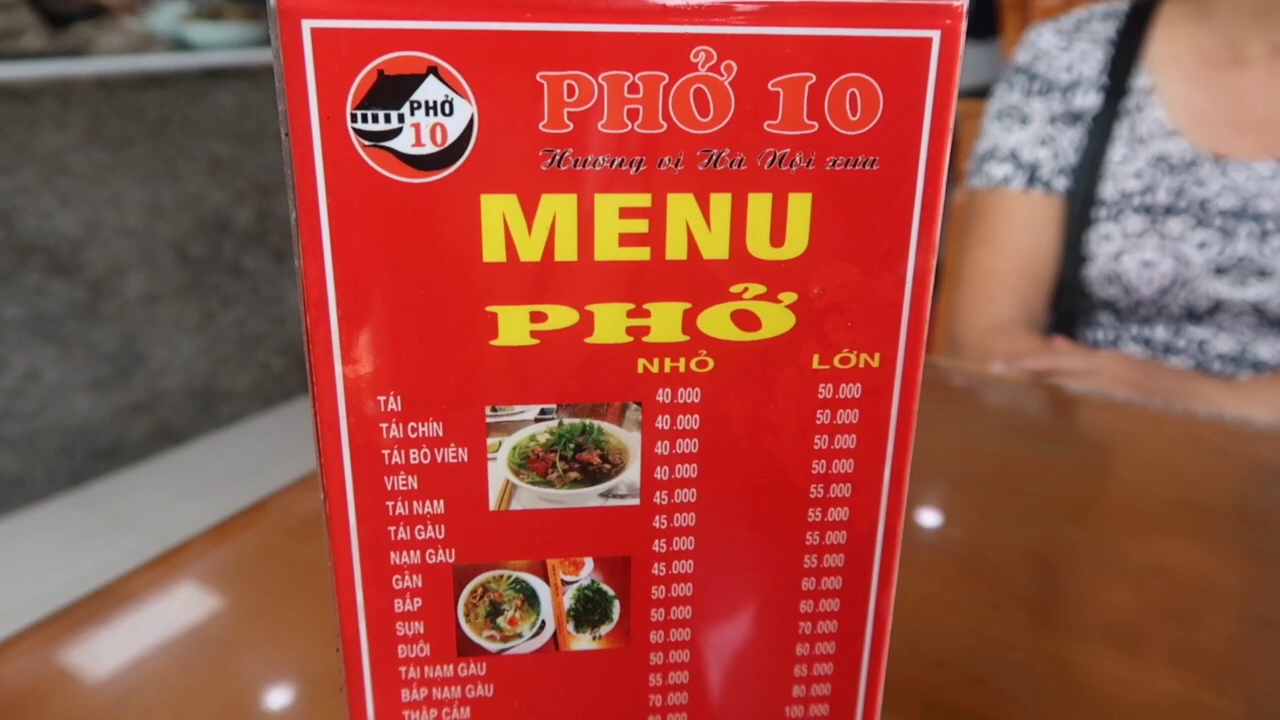 PHỞ 10
PHỞ 10
Hương vị Hà Nội xưa
MENU
PHỞ
NHỎ LỚN
TÁI 40.000 50.000
TÁI CHÍN 40.000 50.000
TÁI BÒ VIÊN 40.000 50.000
VIÊN 40.000 50.000
TÁI NẠM 45.000 55.000
TÁI GÀU 45.000 55.000
NẠM GÀU 45.000 55.000
GÂN 45.000 55.000
BẮP 50.000 60.000
SỤN 50.000 60.000
ĐUÔI 60.000 70.000
TÁI NẠM GÀU 50.000 60.000
BẮP NẠM GÀU 55.000 65.000
THẬP CẨM 70.000 80.000
100.000